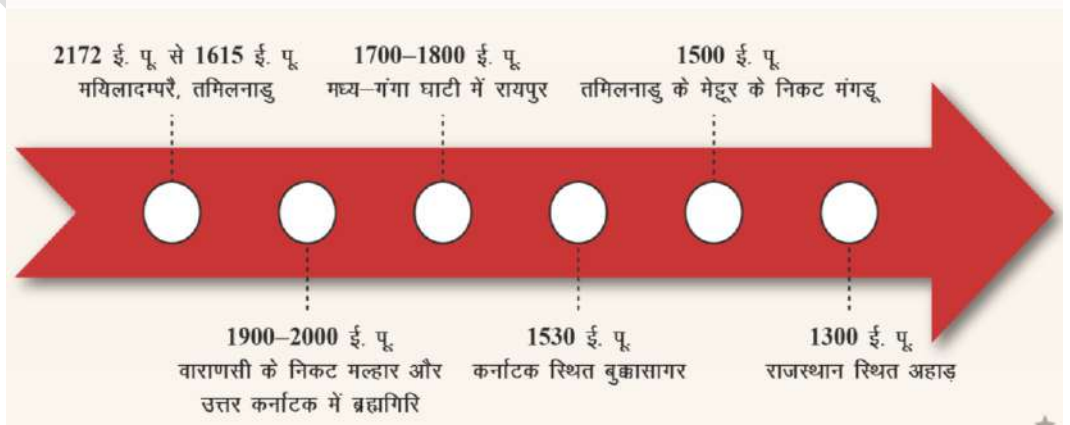 2172 ई. पू. से 1615 ई. पू.
मयिलादम्परै, तमिलनाडु
1700–1800 ई. पू.
मध्य–गंगा घाटी में रायपुर
1500 ई. पू.
तमिलनाडु के मेट्टूर के निकट मंगडू
1900–2000 ई. पू.
वाराणसी के निकट मल्हार और
उत्तर कर्नाटक में ब्रह्मगिरि
1530 ई. पू.
कर्नाटक स्थित बुक्कासागर
1300 ई. पू.
राजस्थान स्थित अहाड़